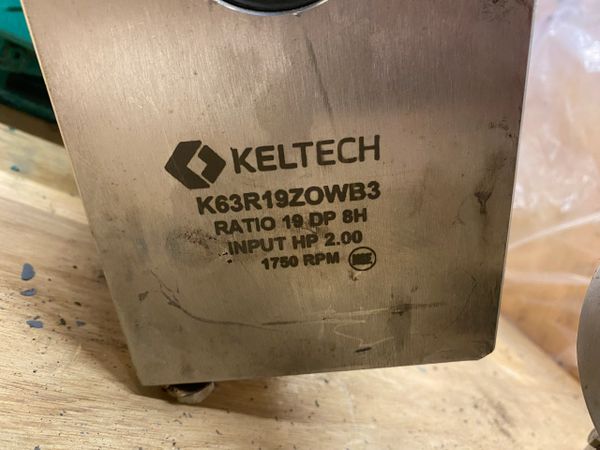 KELTECH
K63R19ZOWB3
RATIO 19 DP 8H
INPUT HP 2.00
1750 RPM